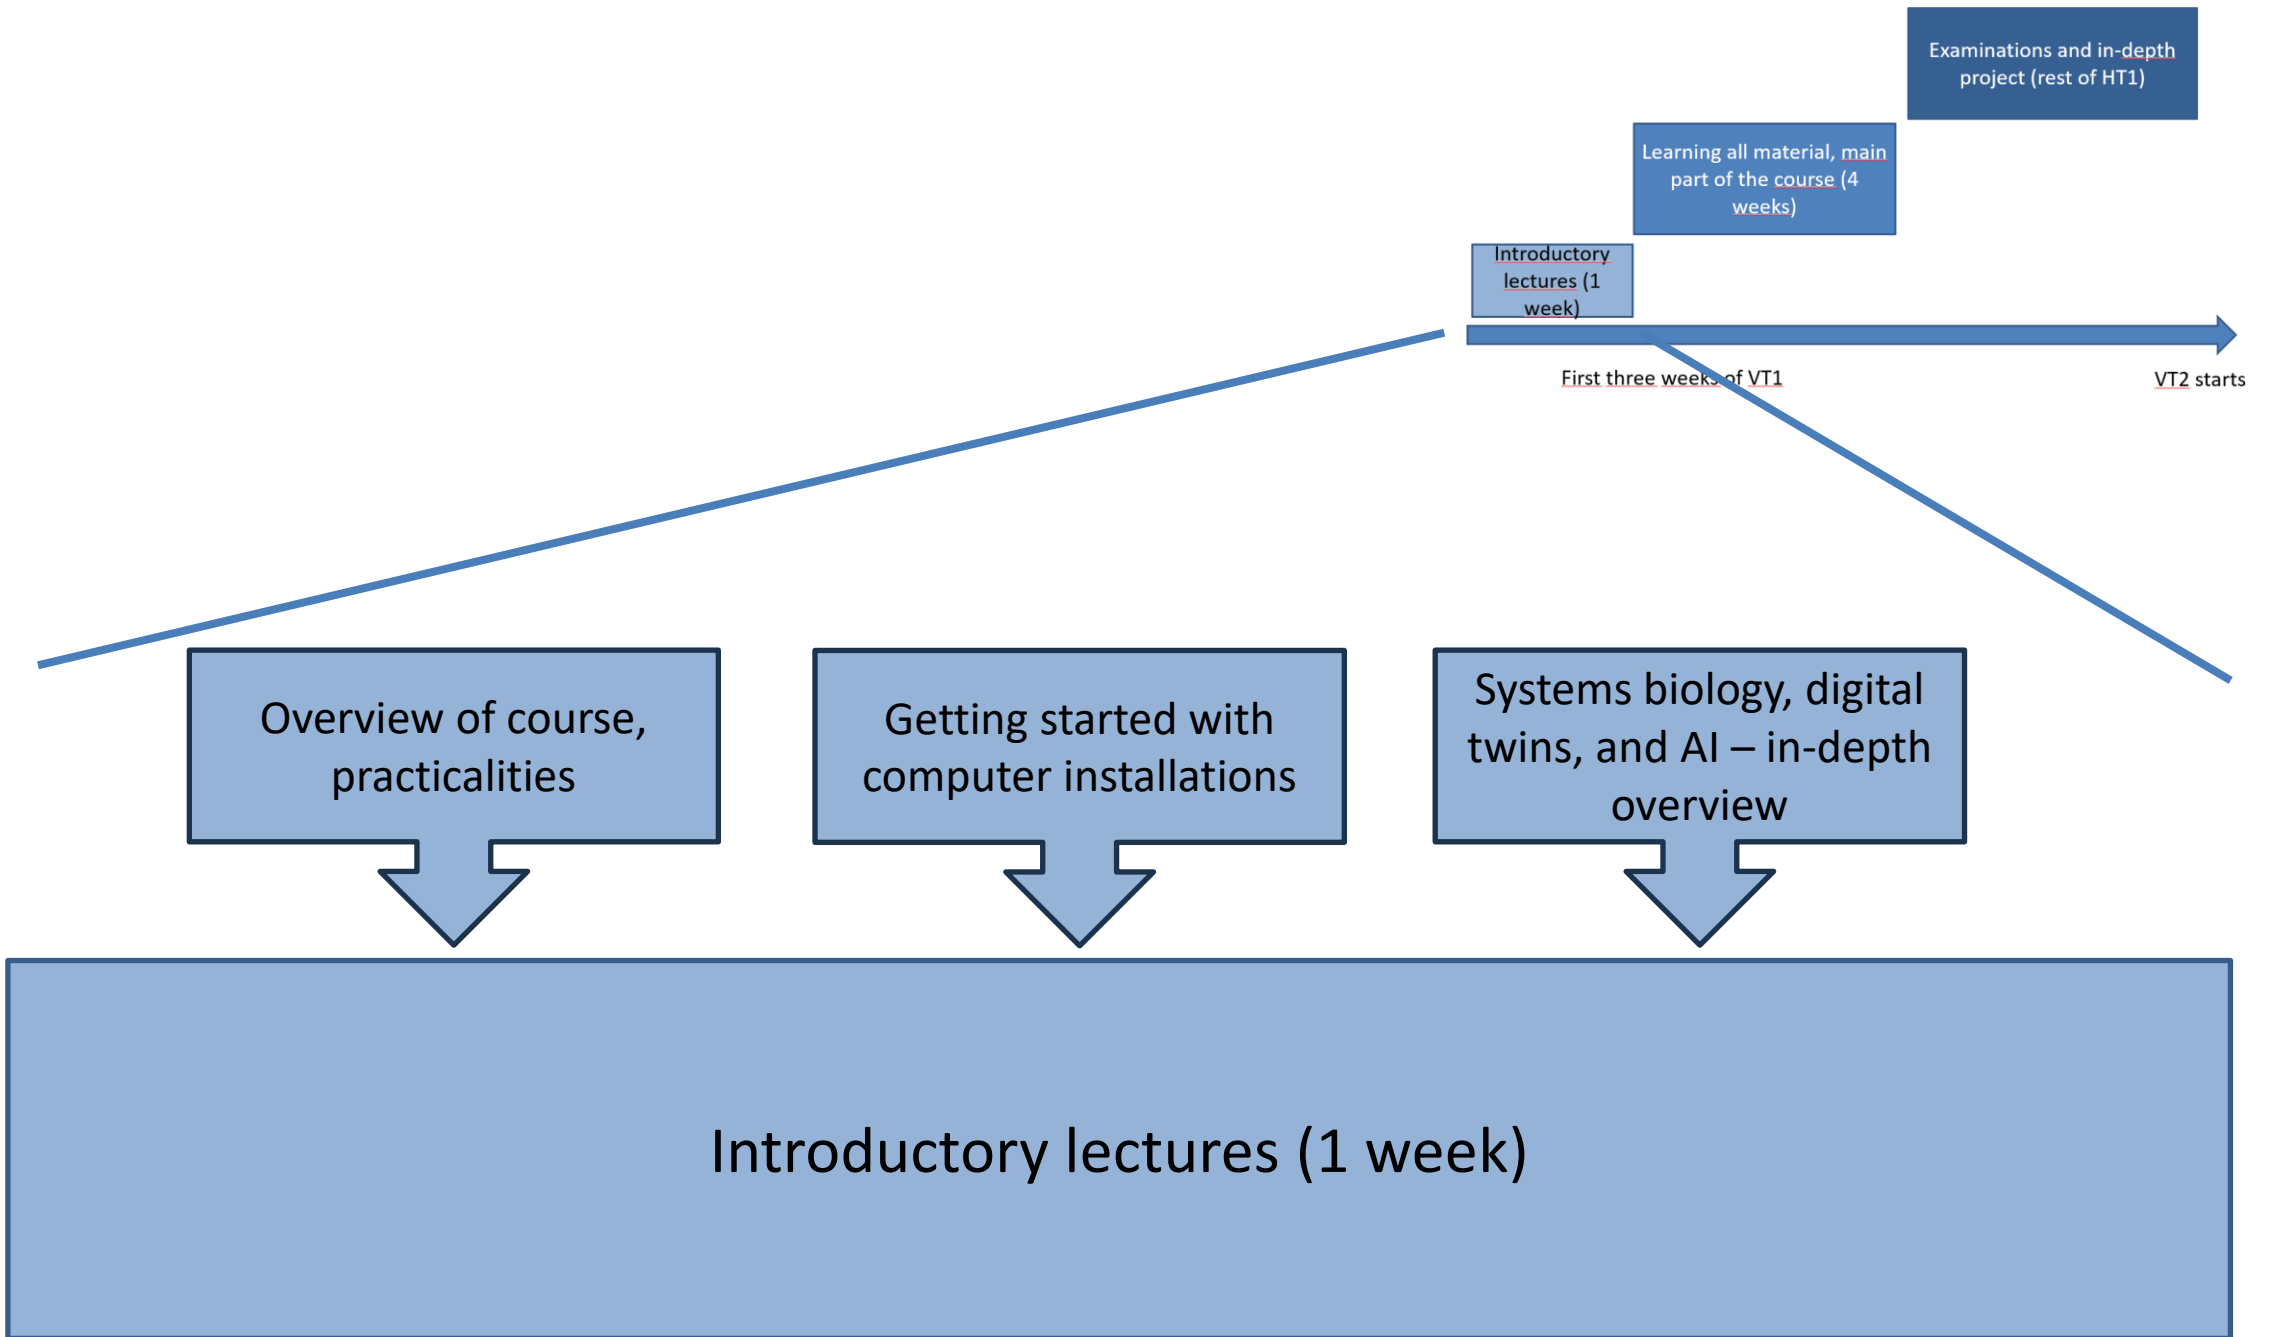 Examinations and in-depth
project (rest of HT1)
Learning all material, main
part of the course (4
weeks)
Introductory
lectures (1
week)
First three weeks of VT1
VT2 starts
Overview of course,
practicalities
Getting started with
computer installations
Systems biology, digital
twins, and AI – in-depth
overview
Introductory lectures (1 week)